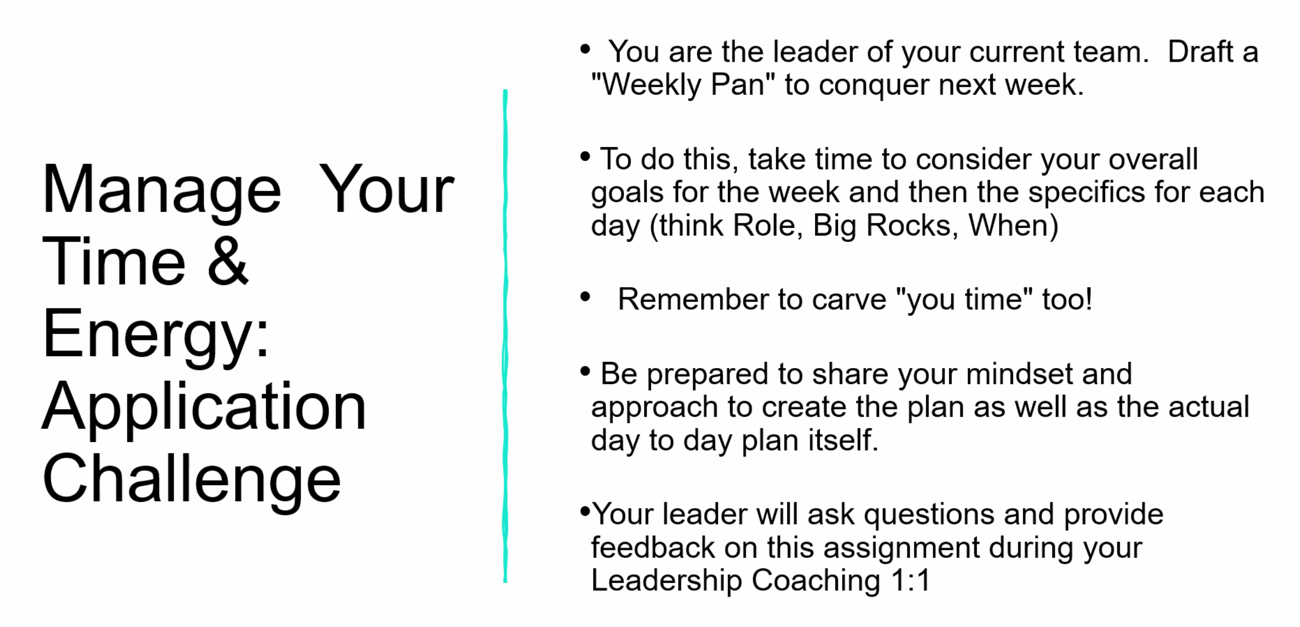 Manage Your
Time &
Energy:
Application
Challenge
• You are the leader of your current team. Draft a
"Weekly Pan" to conquer next week.
• To do this, take time to consider your overall
goals for the week and then the specifics for each
day (think Role, Big Rocks, When)
• Remember to carve "you time" too!
• Be prepared to share your mindset and
approach to create the plan as well as the actual
day to day plan itself.
•Your leader will ask questions and provide
feedback on this assignment during your
Leadership Coaching 1:1